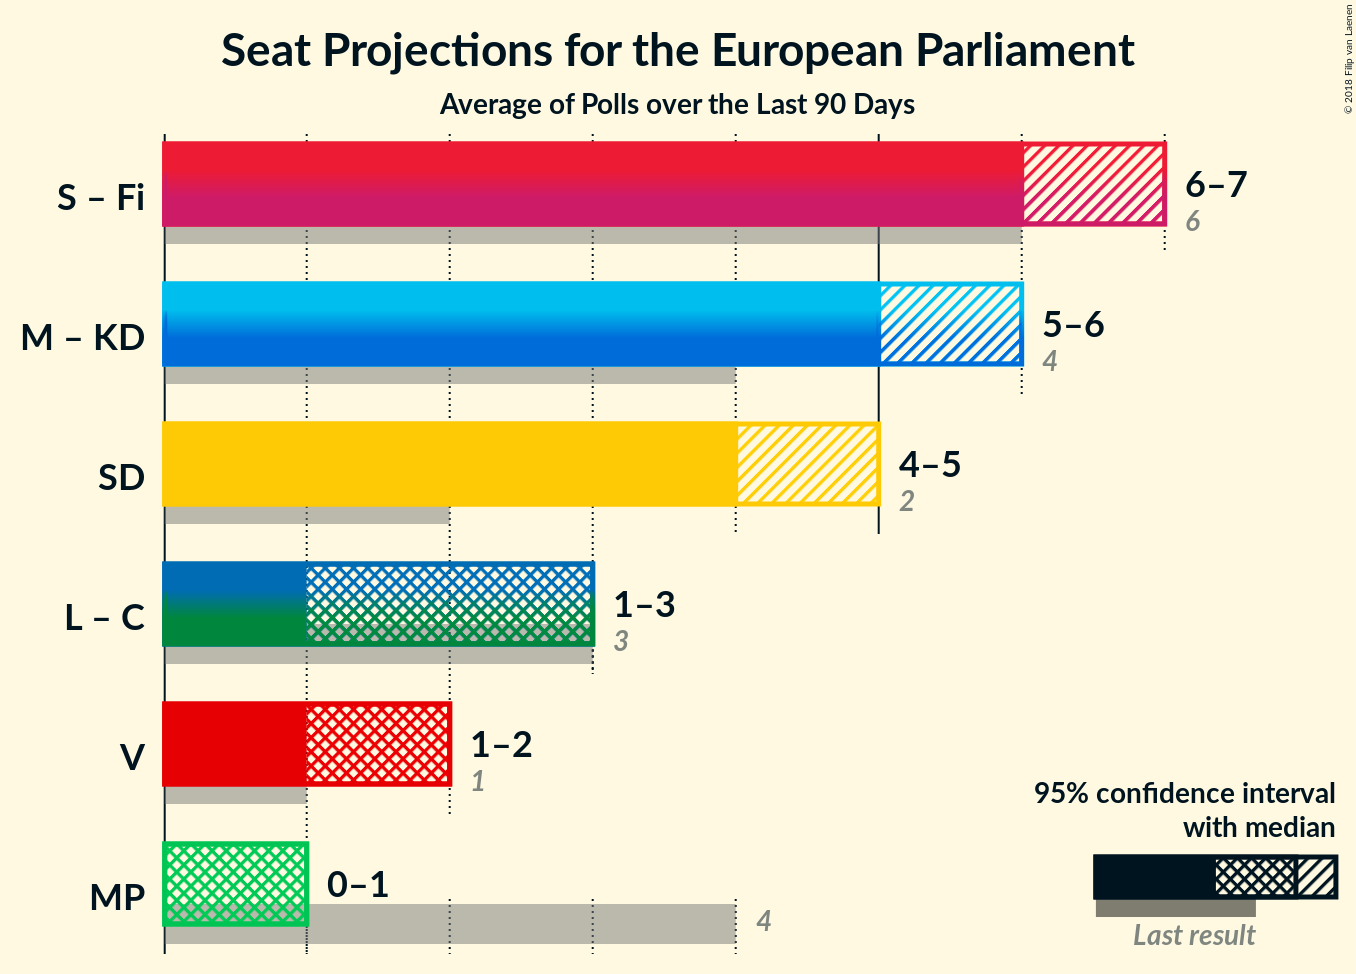 Seat Projections for the European Parliament
Average of Polls over the Last 90 Days
© 2018 Filip van Laenen
S – Fi
6–7
6
M – KD
5–6
4
SD
4–5
2
L – C
1–3
3
V
1–2
1
MP
0–1
4
95% confidence interval
with median
Last result